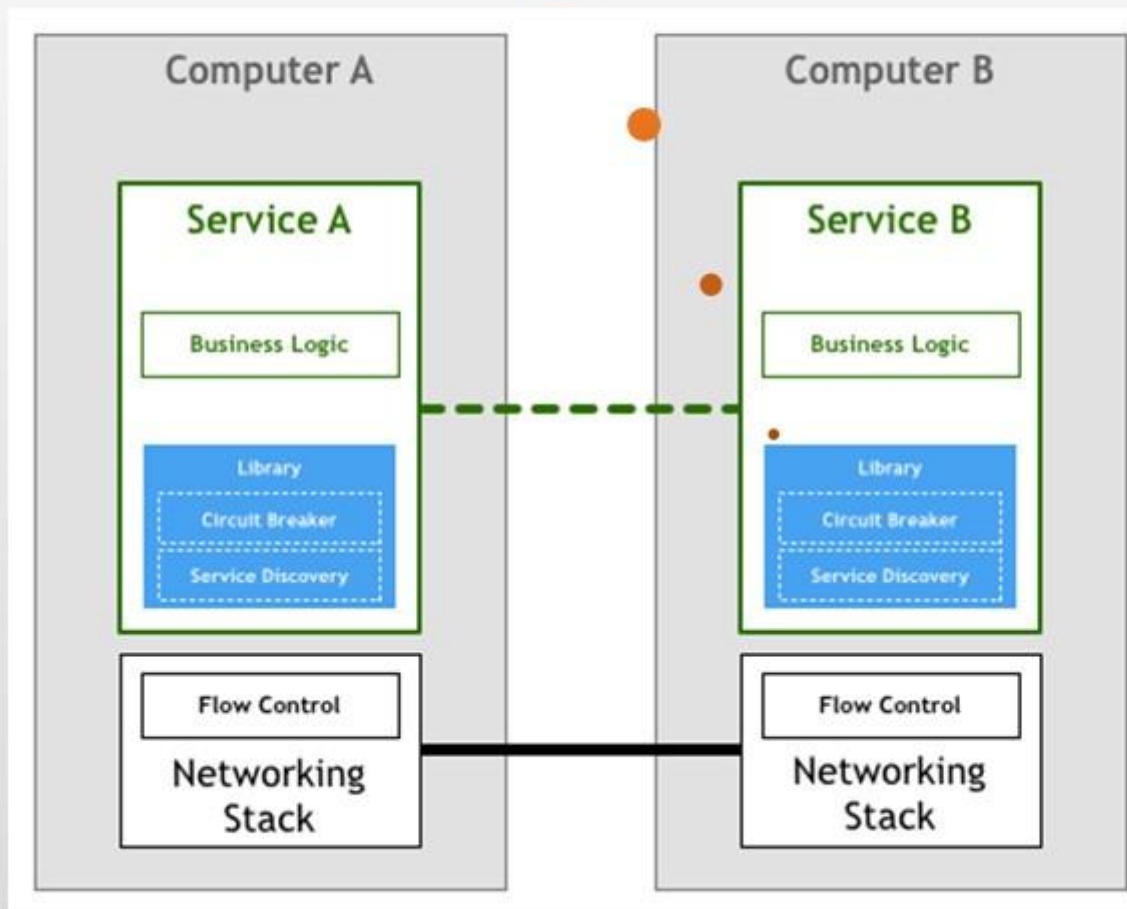 Computer A
Service A
Business Logic
Library
Circuit Breaker
Service Discovery
Flow Control
Networking
Stack
Computer B
Service B
Business Logic
Library
Circuit Breaker
Service Discovery
Flow Control
Networking
Stack